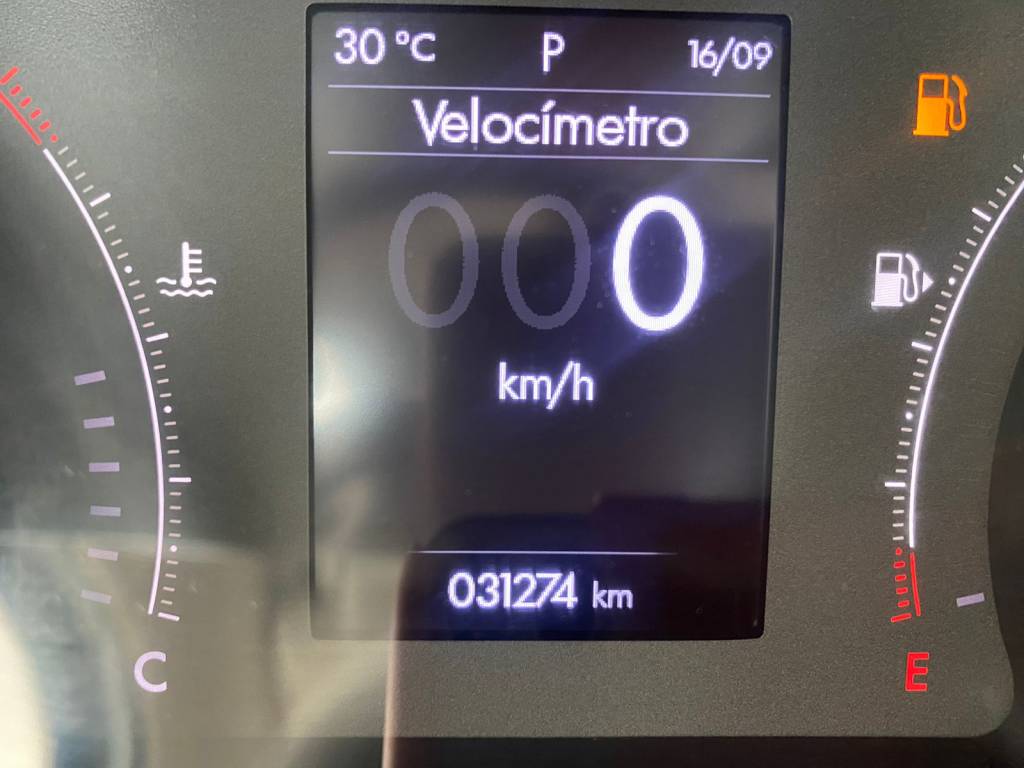 30 °C P 16/09
Velocímetro
000
km/h
031274 km
C E